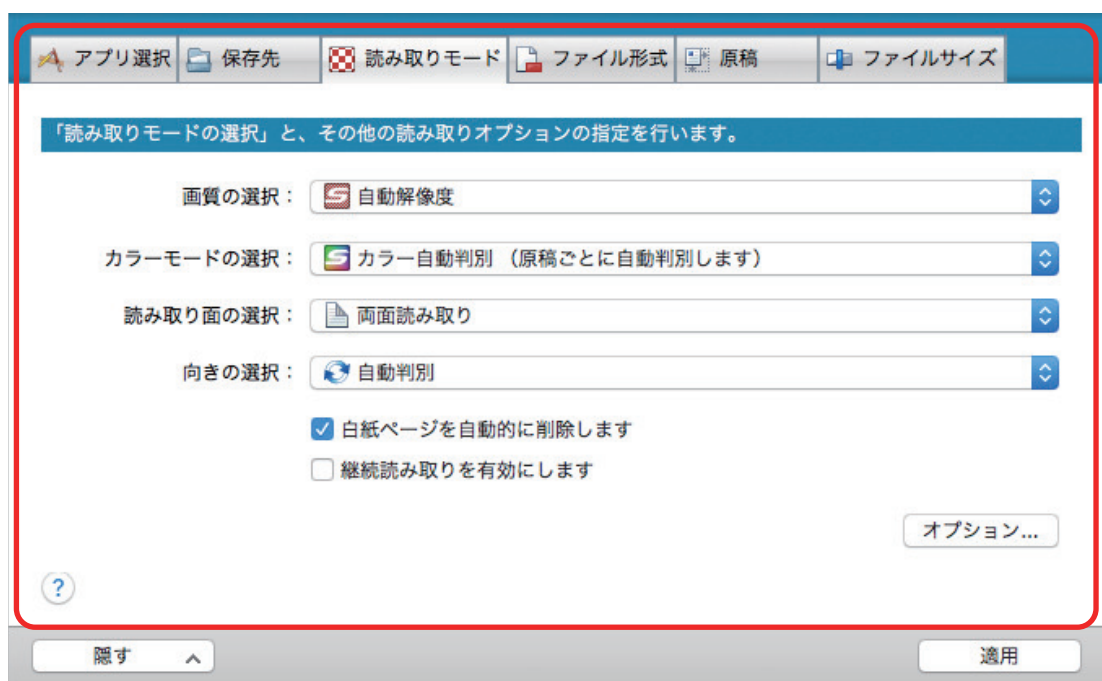 アプリ選択 保存先 読み取りモード ファイル形式 原稿 ファイルサイズ
「読み取りモードの選択」と、その他の読み取りオプションの指定を行います。
画質の選択： 自動解像度
カラーモードの選択： カラー自動判別 （原稿ごとに自動判別します）
読み取り面の選択： 両面読み取り
向きの選択： 自動判別
白紙ページを自動的に削除します
継続読み取りを有効にします
オプション...
?
隠す 適用